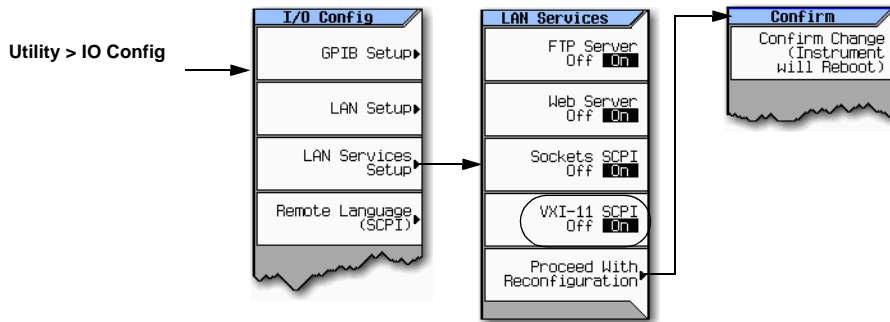 Utility > IO Config
I/O Config
GPIB Setup
LAN Setup
LAN Services
Setup
Remote Language
(SCPI)
LAN Services
FTP Server
Off On
Web Server
Off On
Sockets SCPI
Off On
VXI-11 SCPI
Off On
Proceed With
Reconfiguration
Confirm
Confirm Change
(Instrument
will Reboot)